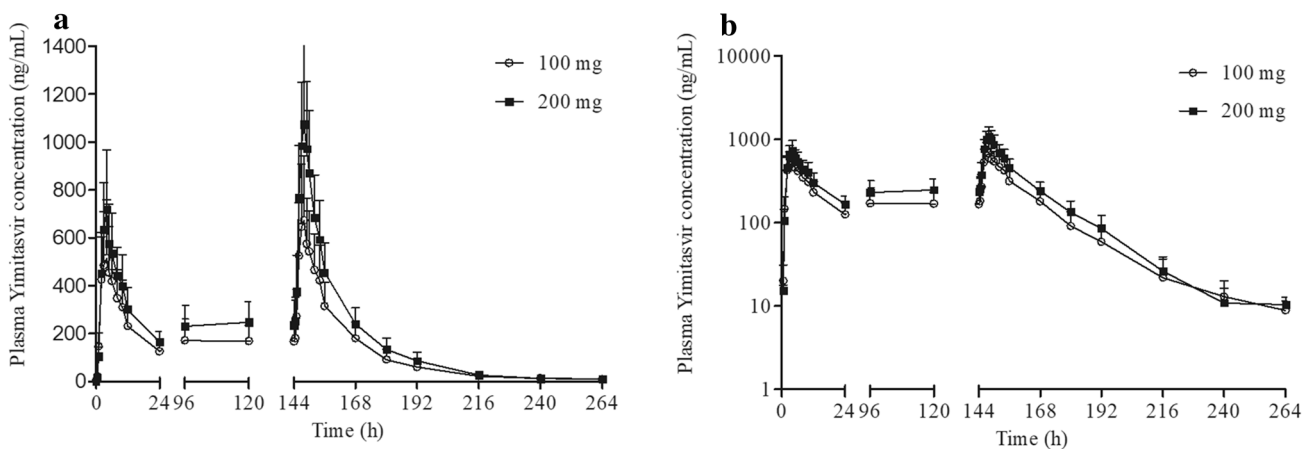 a
Plasma Yimitasvir concentration (ng/mL)
1400
1200
1000
800
600
400
200
0
100 mg
200 mg
0 24 96 120 144 168 192 216 240 264
Time (h)
b
Plasma Yimitasvir concentration (ng/mL)
10000
1000
100
10
1
100 mg
200 mg
0 24 96 120 144 168 192 216 240 264
Time (h)